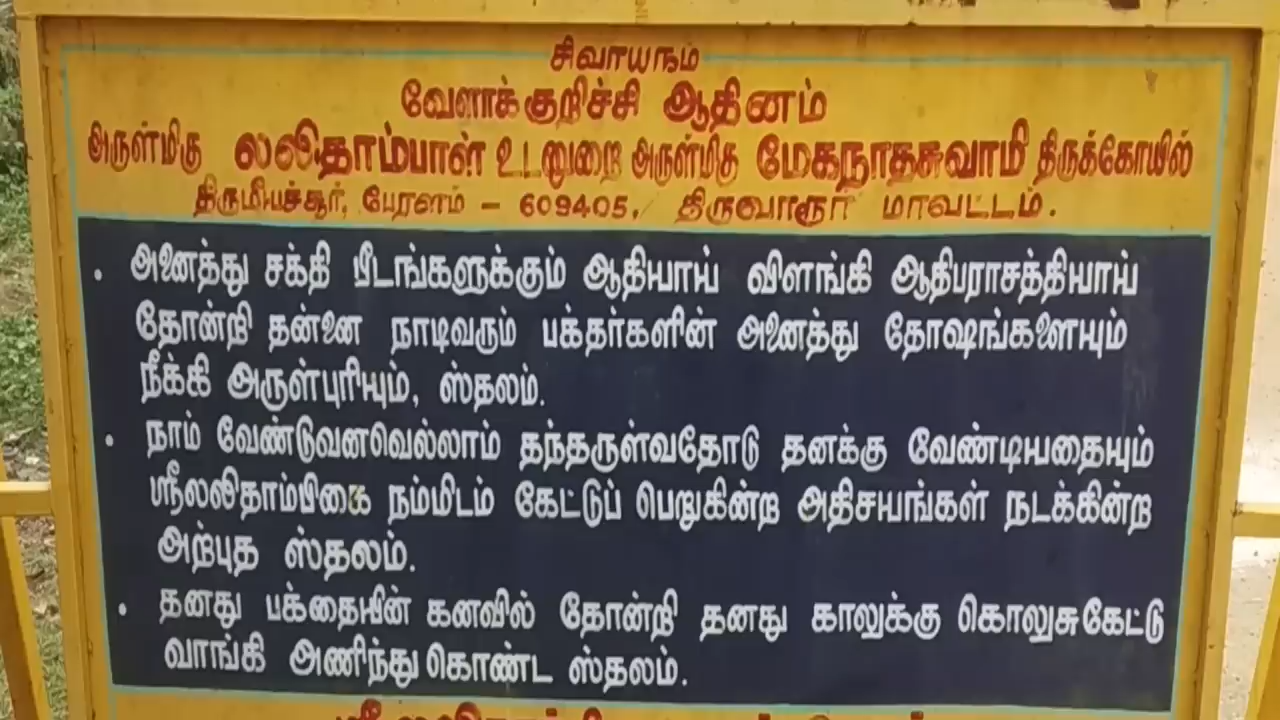 சிவாயநம
வேளாக்குறிச்சி ஆதினம்
அருள்மிகு லலிதாம்பாள் உடனுறை அருள்மிகு மேகநாதசுவாமி திருக்கோயில்
திருமீயச்சூர், பேரளம் – 609405, திருவாரூர் மாவட்டம்.
• அனைத்து சக்தி பீடங்களுக்கும் ஆதியாய் விளங்கி ஆதிபராசத்தியாய்
தோன்றி தன்னை நாடிவரும் பக்தர்களின் அனைத்து தோஷங்களையும்
நீக்கி அருள்புரியும், ஸ்தலம்.
• நாம் வேண்டுவனவெல்லாம் தந்தருள்வதோடு தனக்கு வேண்டியதையும்
ஸ்ரீலலிதாம்பிகை நம்மிடம் கேட்டுப் பெறுகின்ற அதிசயங்கள் நடக்கின்ற
அற்புத ஸ்தலம்.
• தனது பக்தையின் கனவில் தோன்றி தனது காலுக்கு கொலுசுகேட்டு
வாங்கி அணிந்துகொண்ட ஸ்தலம்.